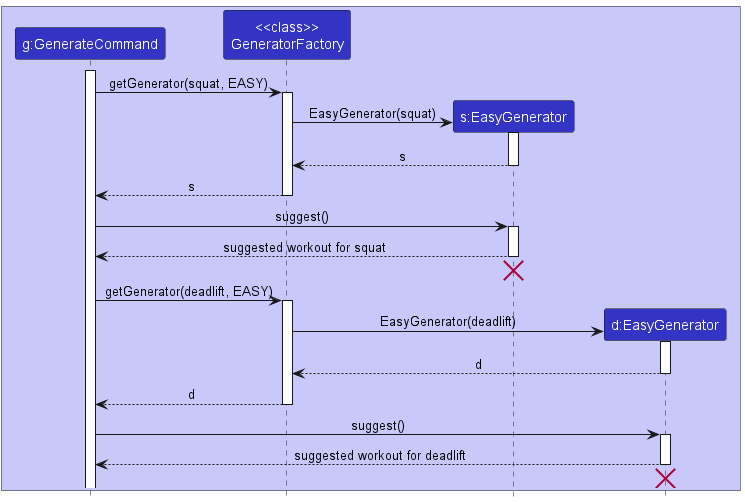 <<class>>
g:GenerateCommand
GeneratorFactory
getGenerator(squat, EASY)
EasyGenerator(squat)
s:EasyGenerator
s
s
suggest()
suggested workout for squat
getGenerator(deadlift, EASY)
EasyGenerator(deadlift)
d:EasyGenerator
d
d
suggest()
suggested workout for deadlift